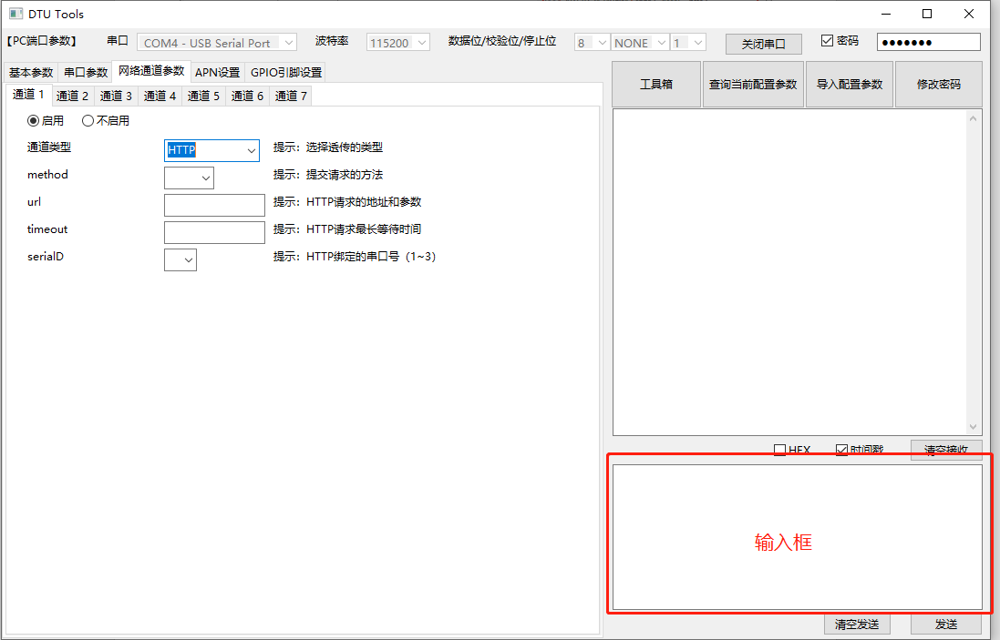 DTU Tools
【PC端口参数】 串口 COM4 - USB Serial Port 波特率 115200 数据位/校验位/停止位 8 NONE 1 关闭串口 密码 ●●●●●●●
基本参数 串口参数 网络通道参数 APN设置 GPIO引脚设置
工具箱 查询当前配置参数 导入配置参数 修改密码
通道 1 通道 2 通道 3 通道 4 通道 5 通道 6 通道 7
启用 不启用
通道类型 HTTP 提示：选择透传的类型
method 提示：提交请求的方法
url 提示：HTTP请求的地址和参数
timeout 提示：HTTP请求最长等待时间
serialD 提示：HTTP绑定的串口号（1~3）
HEX 时间戳 清空接收
输入框
清空发送 发送